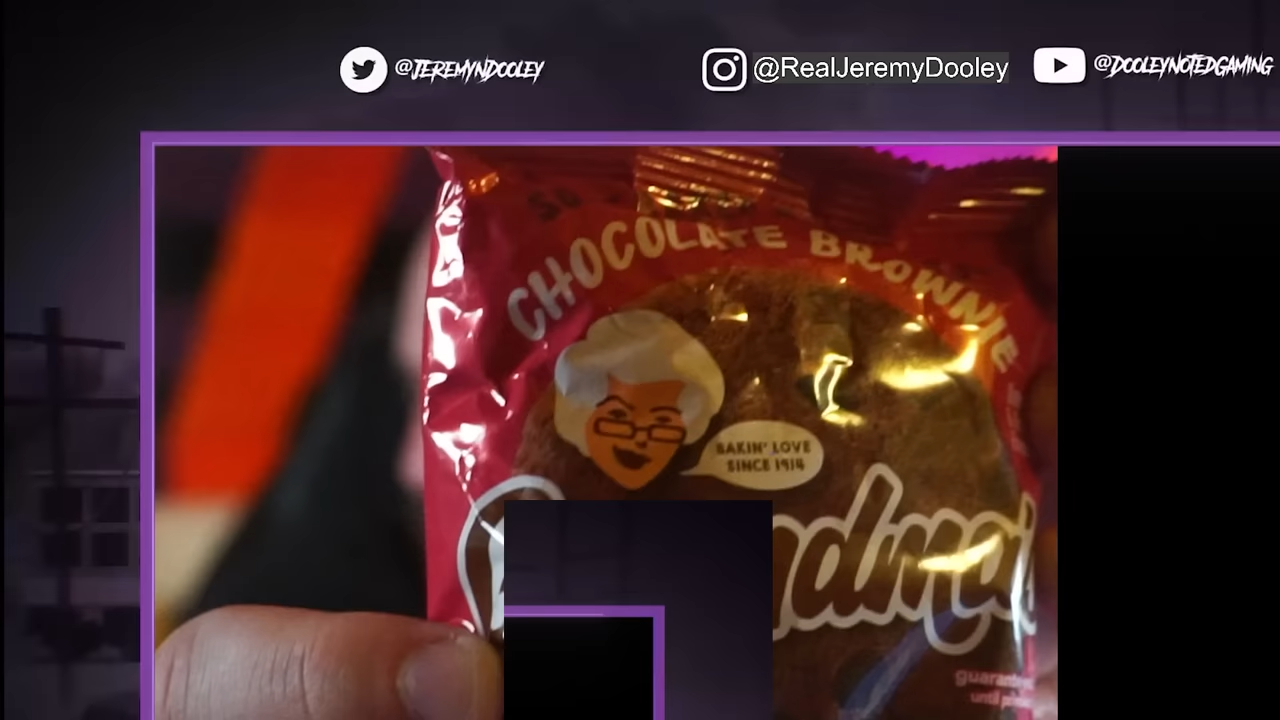 @JEREMYNDOOLEY
@RealJeremyDooley
@DOOLEYNOTEDGAMING
CHOCOLATE BROWNIE
BAKIN' LOVE
SINCE 1914